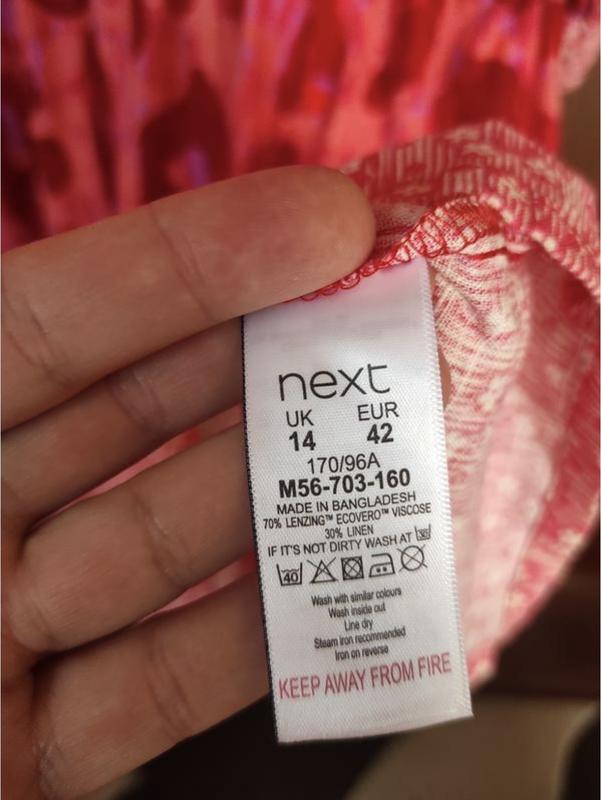 next
UK EUR
14 42
170/96A
M56-703-160
MADE IN BANGLADESH
70% LENZING™ ECOVERO™ VISCOSE
30% LINEN
IF IT'S NOT DIRTY WASH AT 30
40
Wash with similar colours
Wash inside out
Line dry
Steam iron recommended
Iron on reverse
KEEP AWAY FROM FIRE